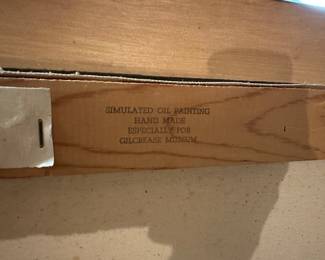 SIMULATED OIL PAINTING
HAND MADE
ESPECIALLY FOR
GILCREASE MUSEUM